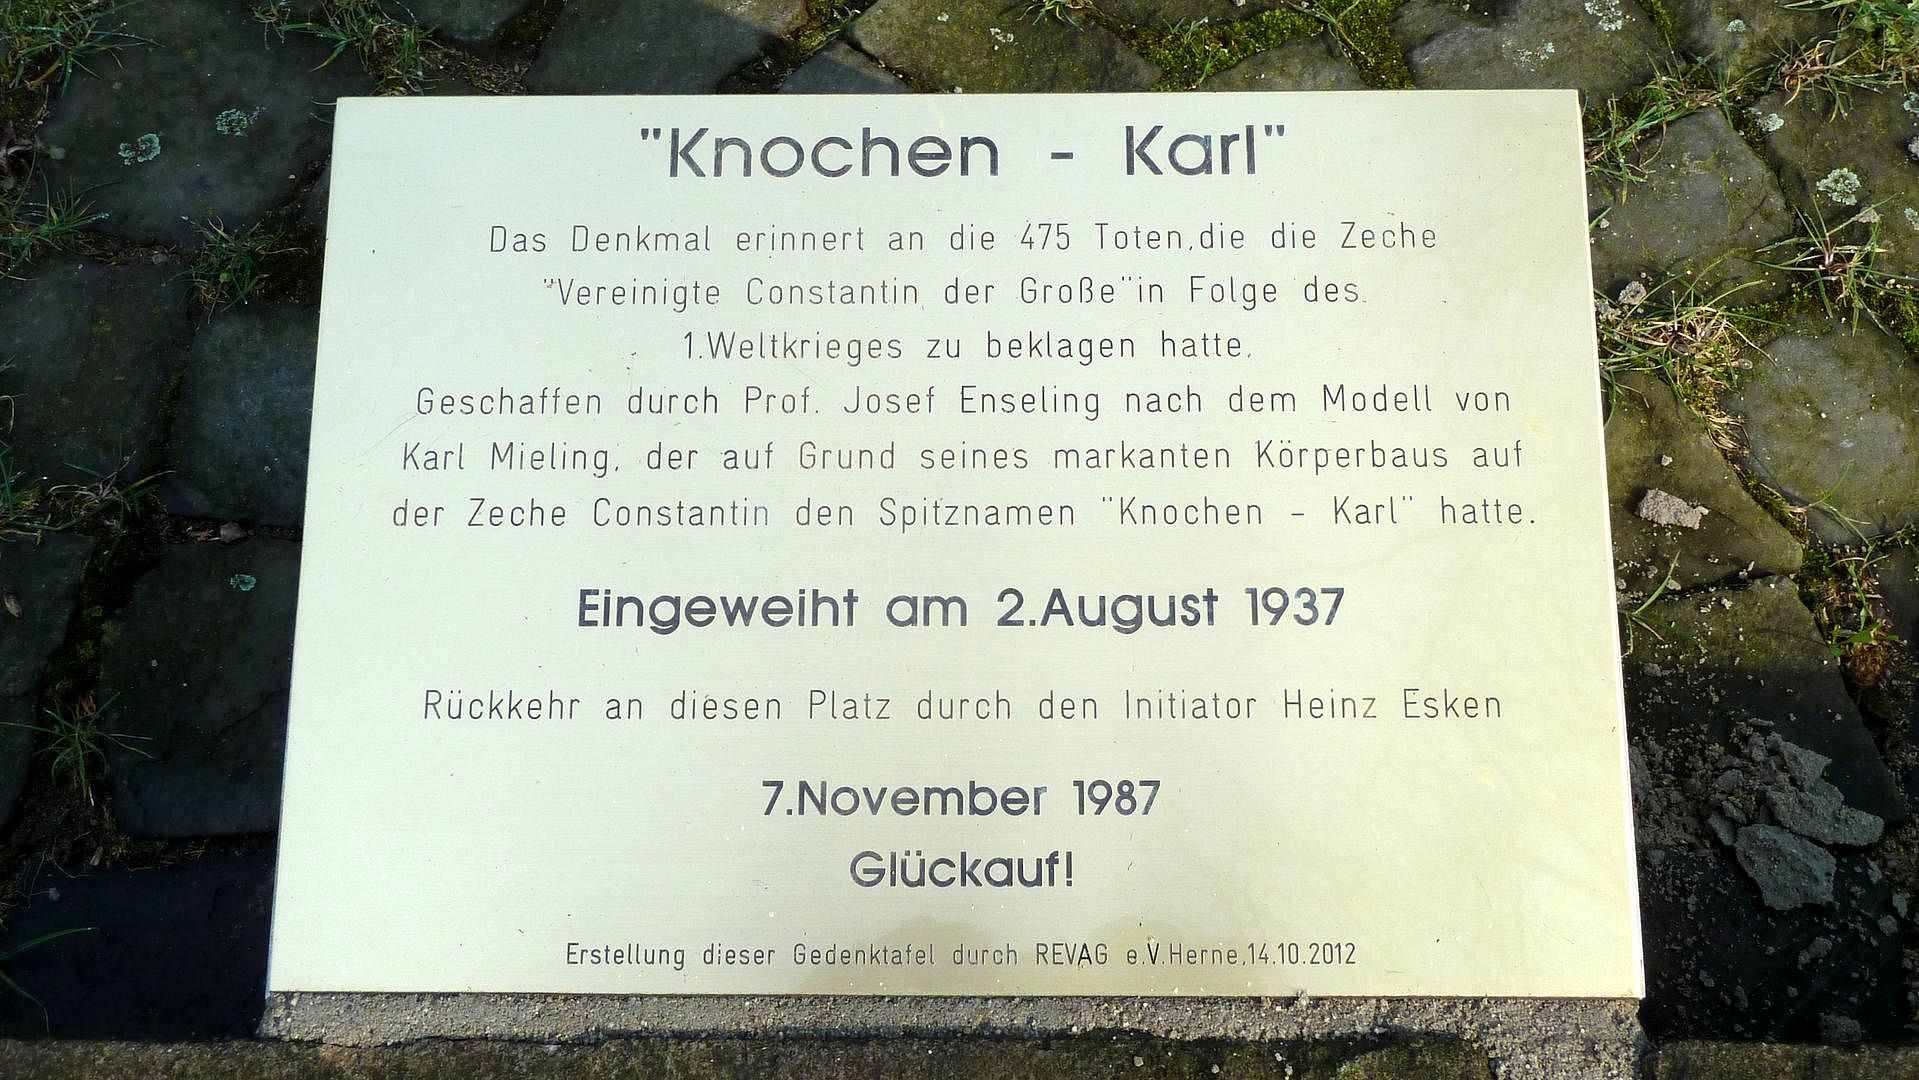 "Knochen - Karl"
Das Denkmal erinnert an die 475 Toten,die die Zeche
"Vereinigte Constantin der Große"in Folge des
1.Weltkrieges zu beklagen hatte.
Geschaffen durch Prof. Josef Enseling nach dem Modell von
Karl Mieling, der auf Grund seines markanten Körperbaus auf
der Zeche Constantin den Spitznamen "Knochen - Karl" hatte.
Eingeweiht am 2.August 1937
Rückkehr an diesen Platz durch den Initiator Heinz Esken
7.November 1987
Glückauf!
Erstellung dieser Gedenktafel durch REVAG e.V.Herne,14.10.2012